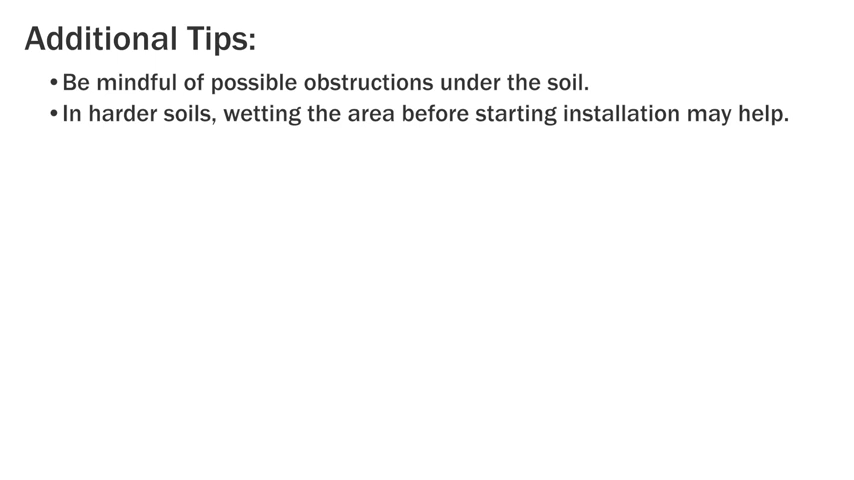 Additional Tips:
•Be mindful of possible obstructions under the soil.
•In harder soils, wetting the area before starting installation may help.